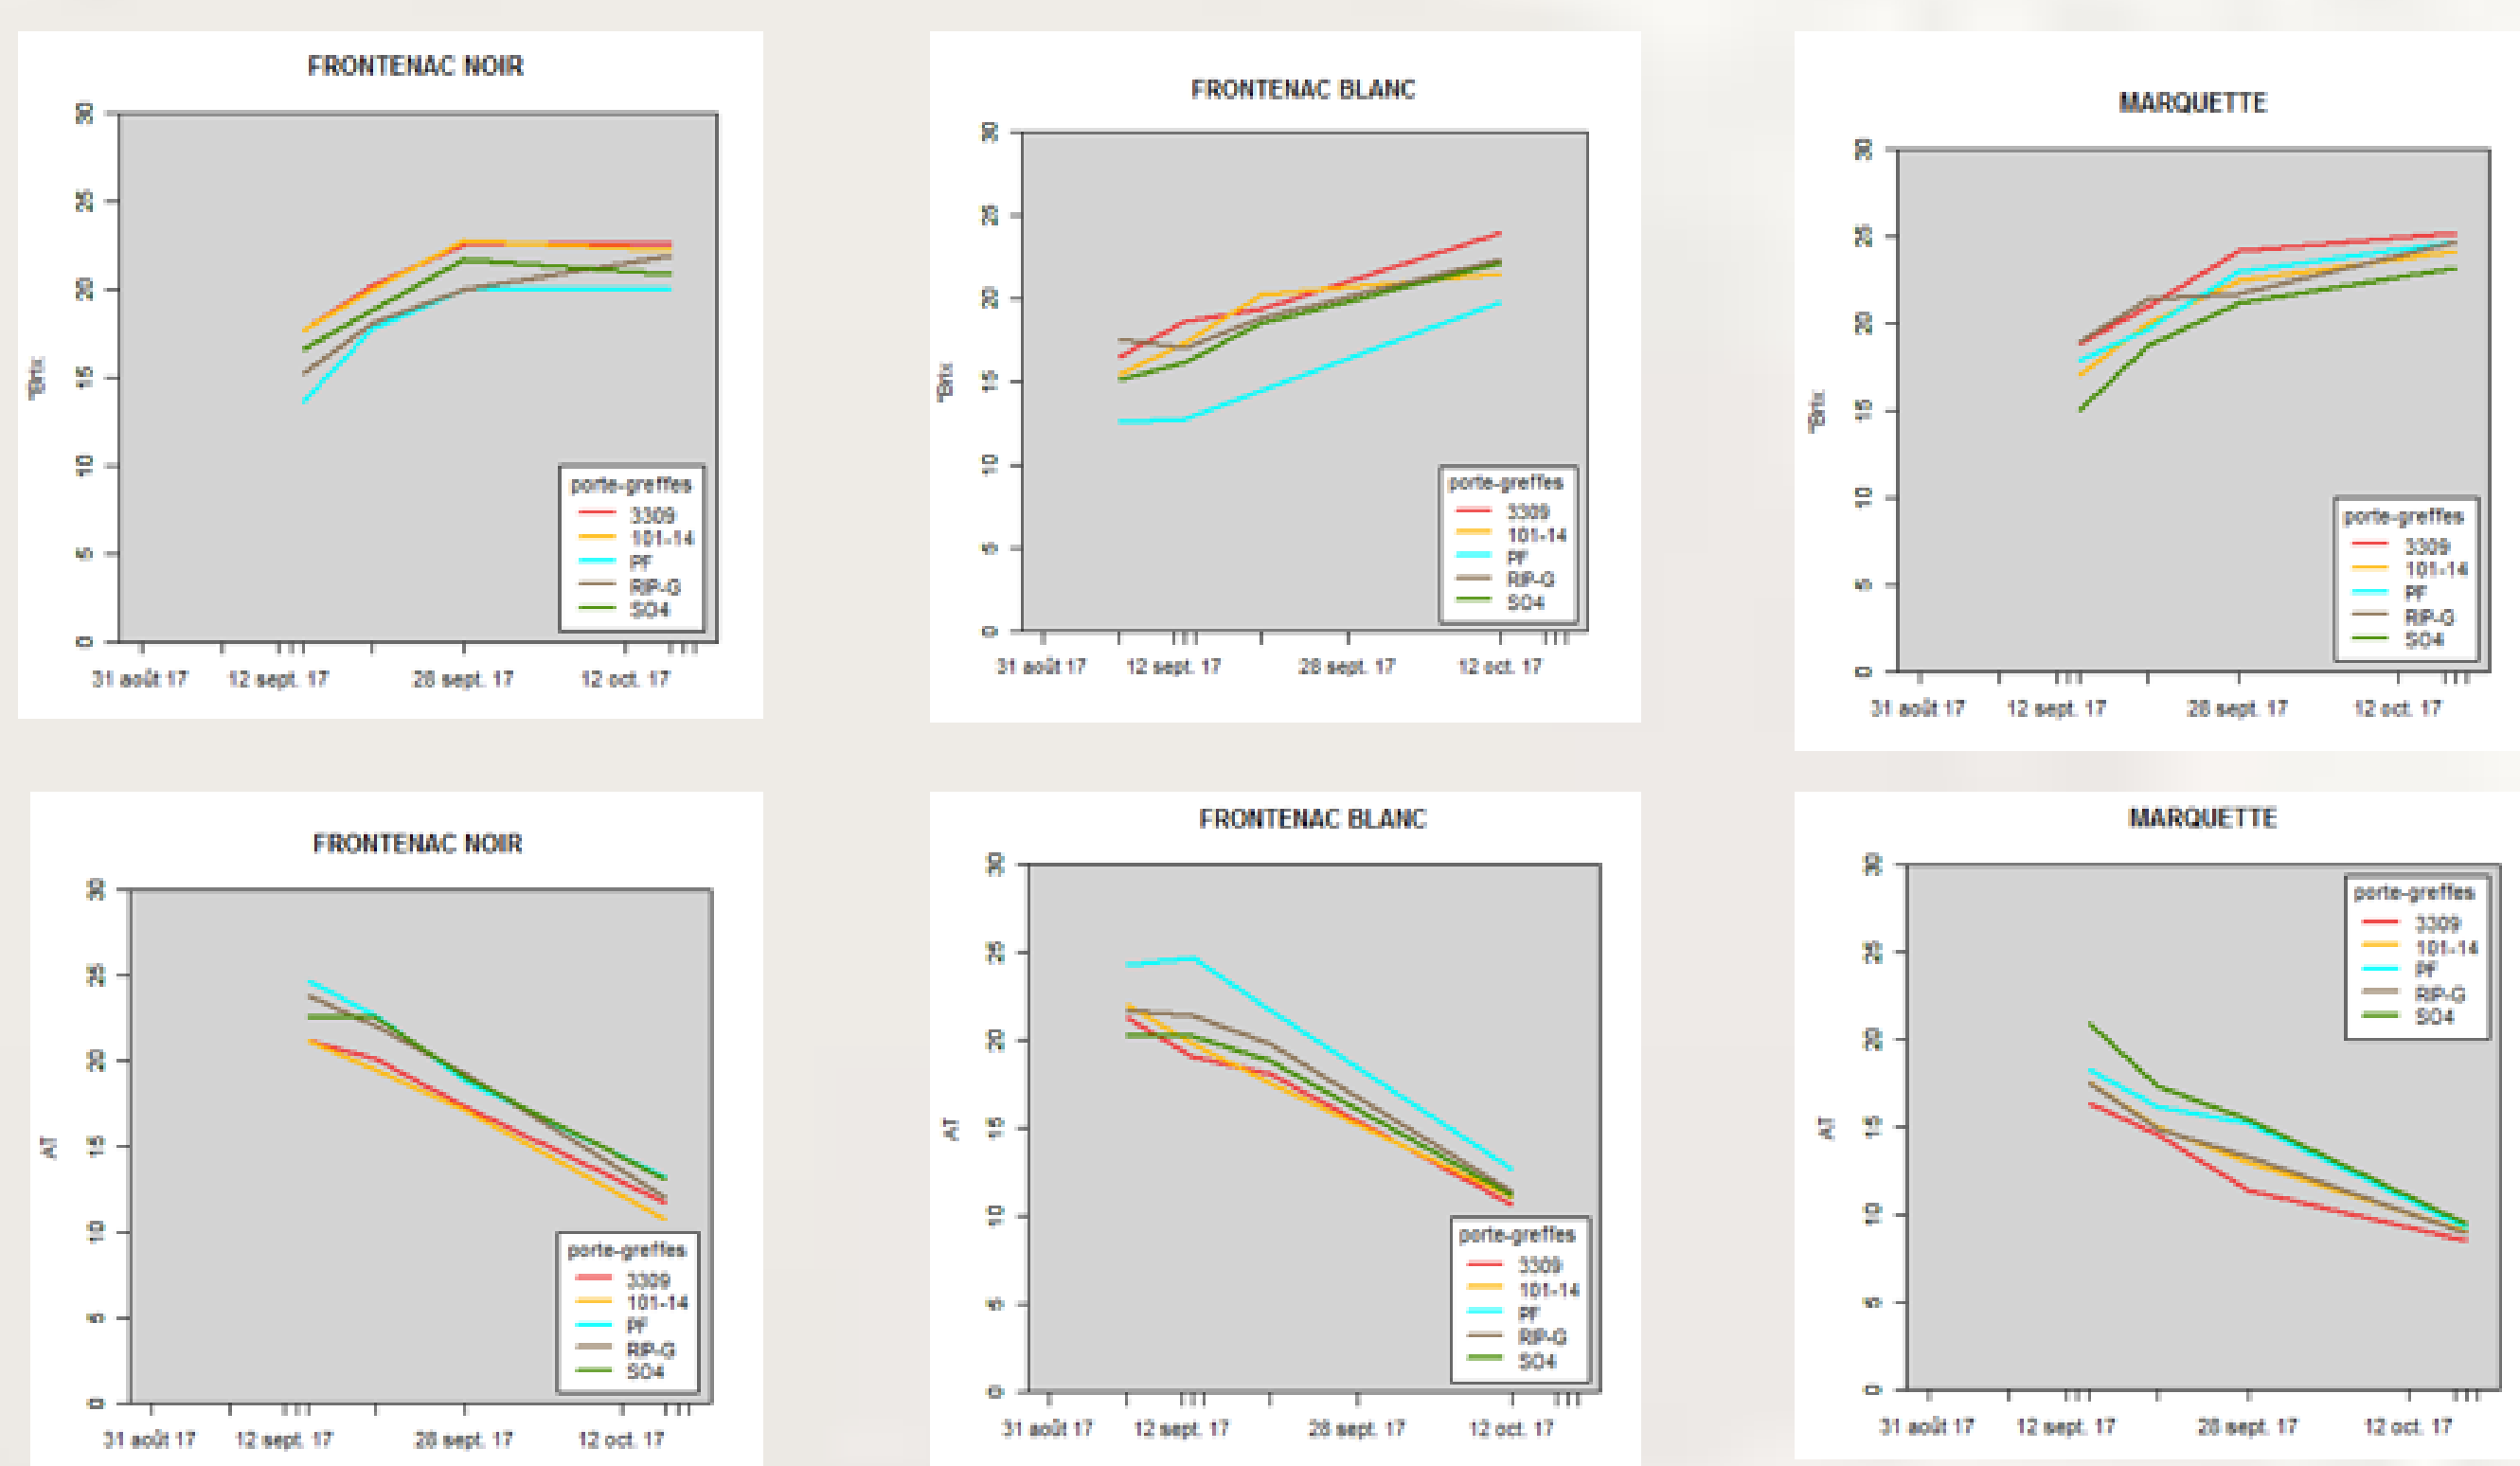 FRONTENAC NOIR
30
25
20
15
10
5
0
°Brix
porte-greffes
3309
101-14
PF
RIP-G
SO4
31 août 17 12 sept. 17 28 sept. 17 12 oct. 17
FRONTENAC BLANC
30
25
20
15
10
5
0
°Brix
porte-greffes
3309
101-14
PF
RIP-G
SO4
31 août 17 12 sept. 17 28 sept. 17 12 oct. 17
MARQUETTE
30
25
20
15
10
5
0
°Brix
porte-greffes
3309
101-14
PF
RIP-G
SO4
31 août 17 12 sept. 17 28 sept. 17 12 oct. 17
FRONTENAC NOIR
30
25
20
15
10
5
0
AT
porte-greffes
3309
101-14
PF
RIP-G
SO4
31 août 17 12 sept. 17 28 sept. 17 12 oct. 17
FRONTENAC BLANC
30
25
20
15
10
5
0
AT
porte-greffes
3309
101-14
PF
RIP-G
SO4
31 août 17 12 sept. 17 28 sept. 17 12 oct. 17
MARQUETTE
30
25
20
15
10
5
0
AT
porte-greffes
3309
101-14
PF
RIP-G
SO4
31 août 17 12 sept. 17 28 sept. 17 12 oct. 17